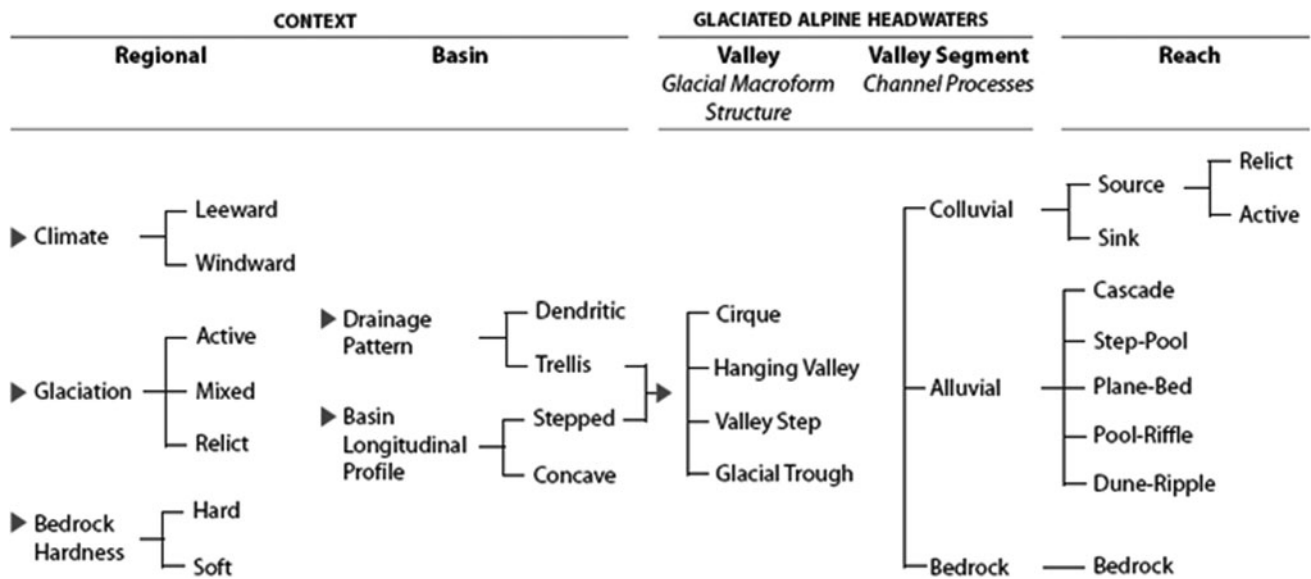 CONTEXT
GLACIATED ALPINE HEADWATERS
Regional
Basin
Valley
Glacial Macroform
Structure
Valley Segment
Channel Processes
Reach
Climate
Leeward
Windward
Glaciation
Active
Mixed
Relict
Bedrock
Hardness
Hard
Soft
Drainage
Pattern
Dendritic
Trellis
Basin
Longitudinal
Profile
Stepped
Concave
Cirque
Hanging Valley
Valley Step
Glacial Trough
Colluvial
Source
Relict
Active
Sink
Alluvial
Cascade
Step-Pool
Plane-Bed
Pool-Riffle
Dune-Ripple
Bedrock
Bedrock